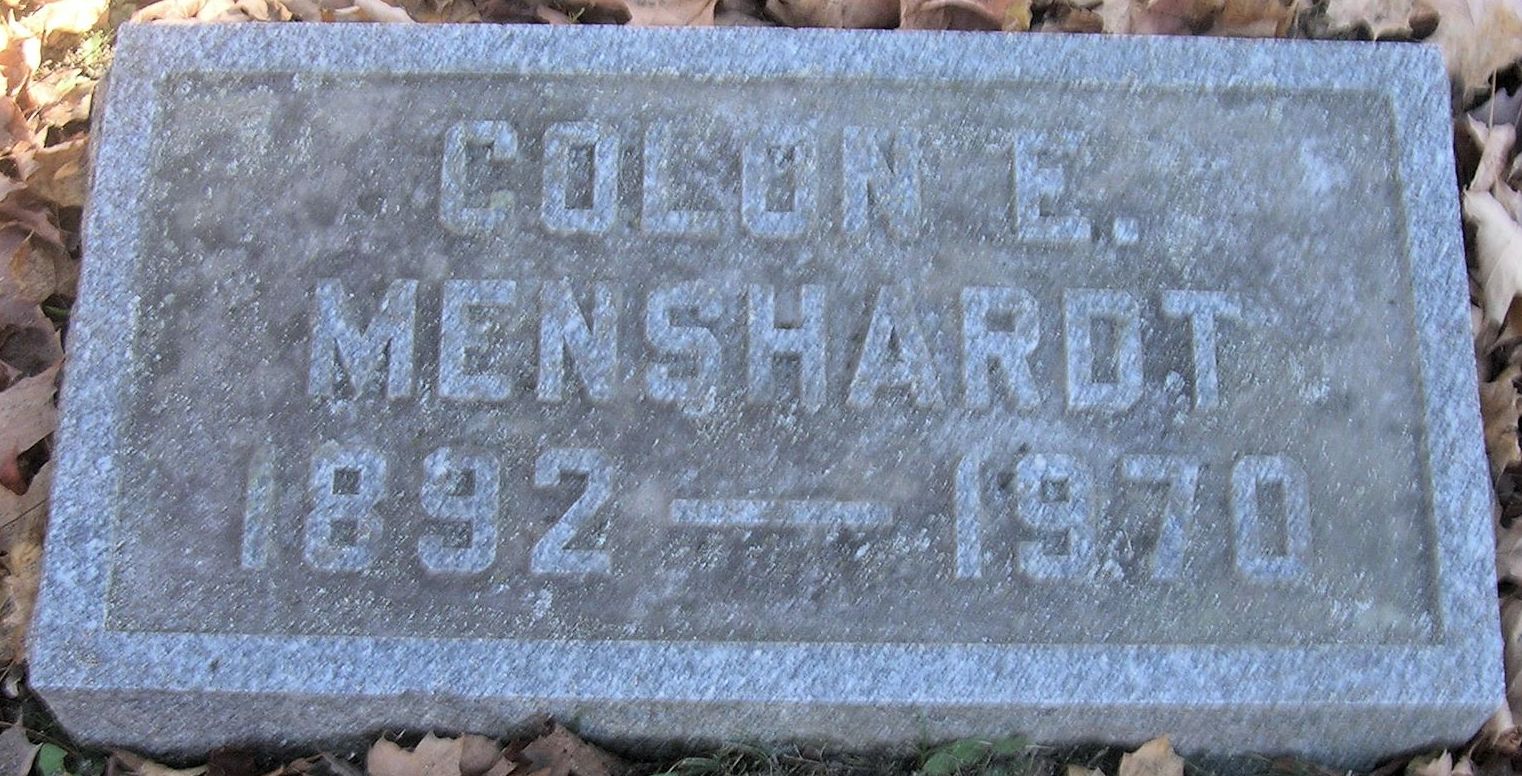 COLON E.
MENSHARDT
1892 — 1970